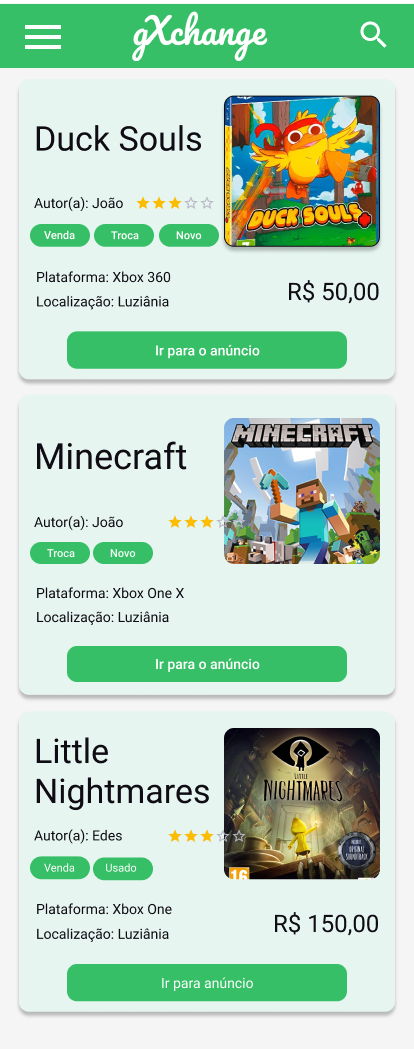 gXchange
Duck Souls
DUCK SOULS+
Autor(a): João
Venda Troca Novo
Plataforma: Xbox 360
Localização: Luziânia
R$ 50,00
Ir para o anúncio
Minecraft
MINECRAFT
Autor(a): João
Troca Novo
Plataforma: Xbox One X
Localização: Luziânia
Ir para o anúncio
Little
Nightmares
LITTLE
NIGHTMARES
ORIGINAL
SOUNDTRACK
16
Autor(a): Edes
Venda Usado
Plataforma: Xbox One
Localização: Luziânia
R$ 150,00
Ir para anúncio